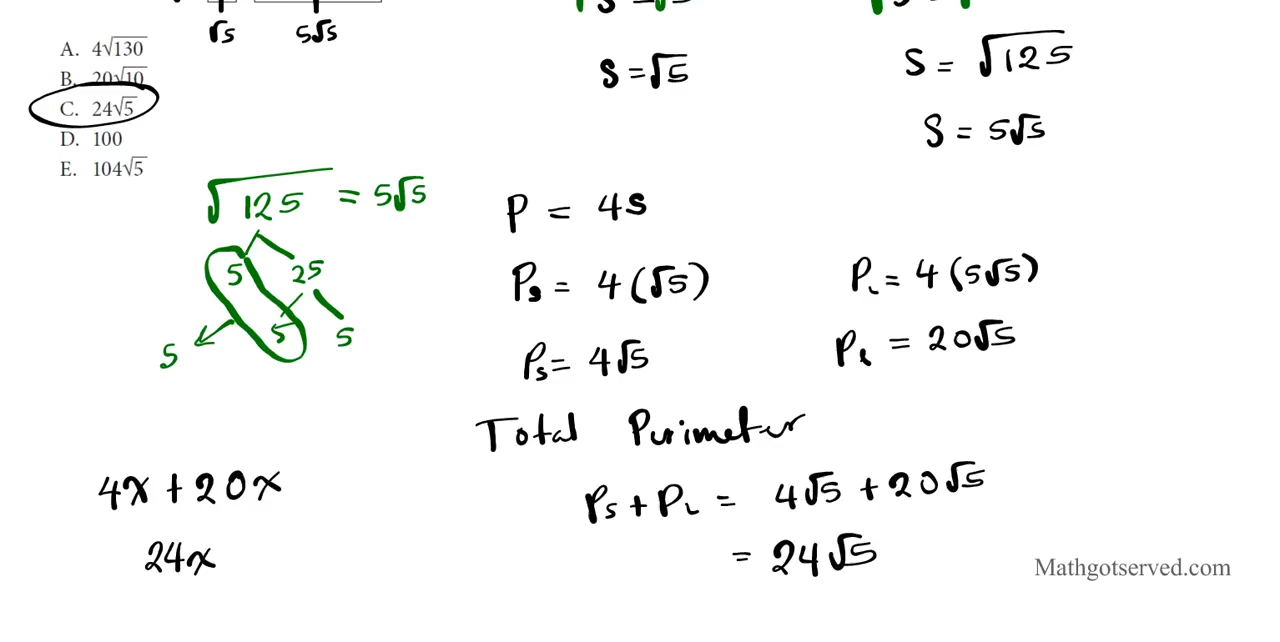 √5 5√5
A. 4√130
B. 20√10
C. 24√5
D. 100
E. 104√5
S = √5
S = √125
S = 5√5
√125 = 5√5
5 25
5 5 5
P = 4S
Ps = 4(√5)
Ps = 4√5
PL = 4(5√5)
PL = 20√5
Total Perimeter
4x + 20x
24x
Ps + PL = 4√5 + 20√5
= 24√5
Mathgotserved.com